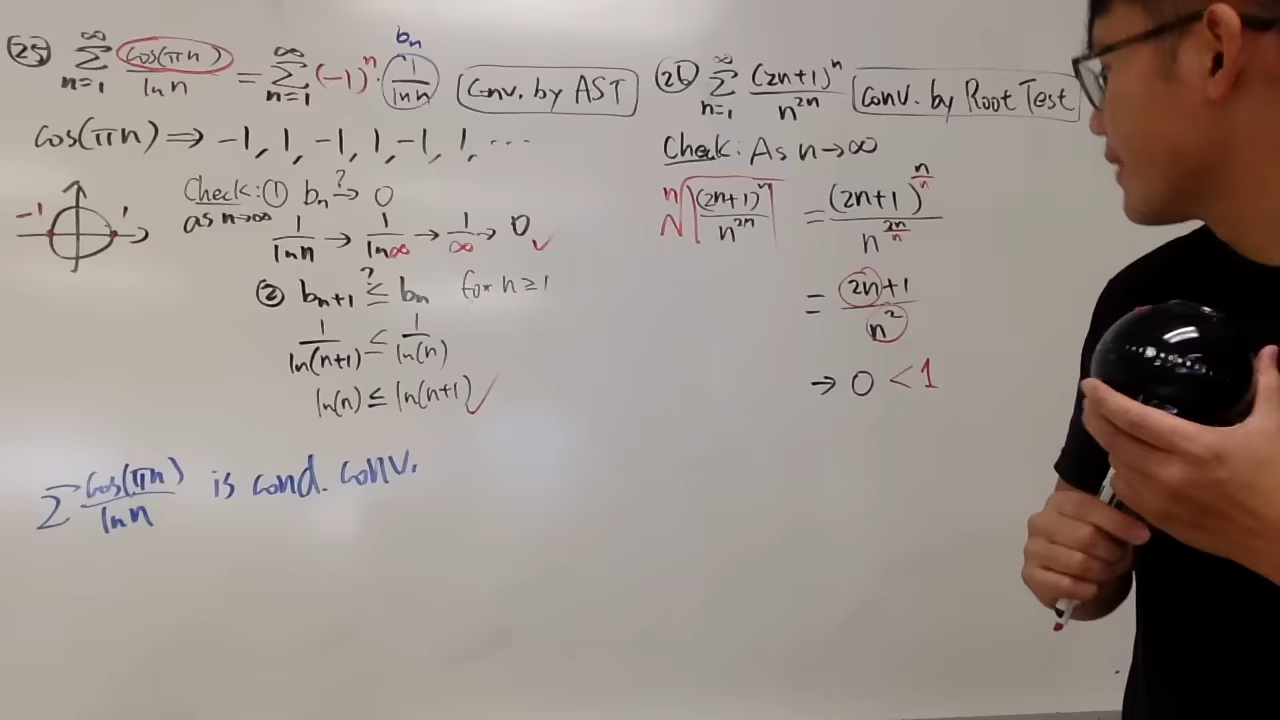 (25) ∞ Σ n=1 cos(πn)/ln n = ∞ Σ n=1 (-1)^n · (1/ln n) bn Conv. by AST
cos(πn) ⇒ -1, 1, -1, 1, -1, 1, ...
-1 1
Check: ① bn →? 0
as n→∞
1/ln n → 1/ln∞ → 1/∞ → 0 ✓
② bn+1 ≤? bn for n ≥ 1
1/ln(n+1) ≤ 1/ln(n)
ln(n) ≤ ln(n+1) ✓
Σ cos(πn)/ln n is cond. conv.
(26) ∞ Σ n=1 (2n+1)^n/n^2n Conv. by Root Test
Check: As n→∞
n√((2n+1)^n/n^2n) = (2n+1)^(n/n)/n^(2n/n)
= 2n+1/n^2
→ 0 < 1